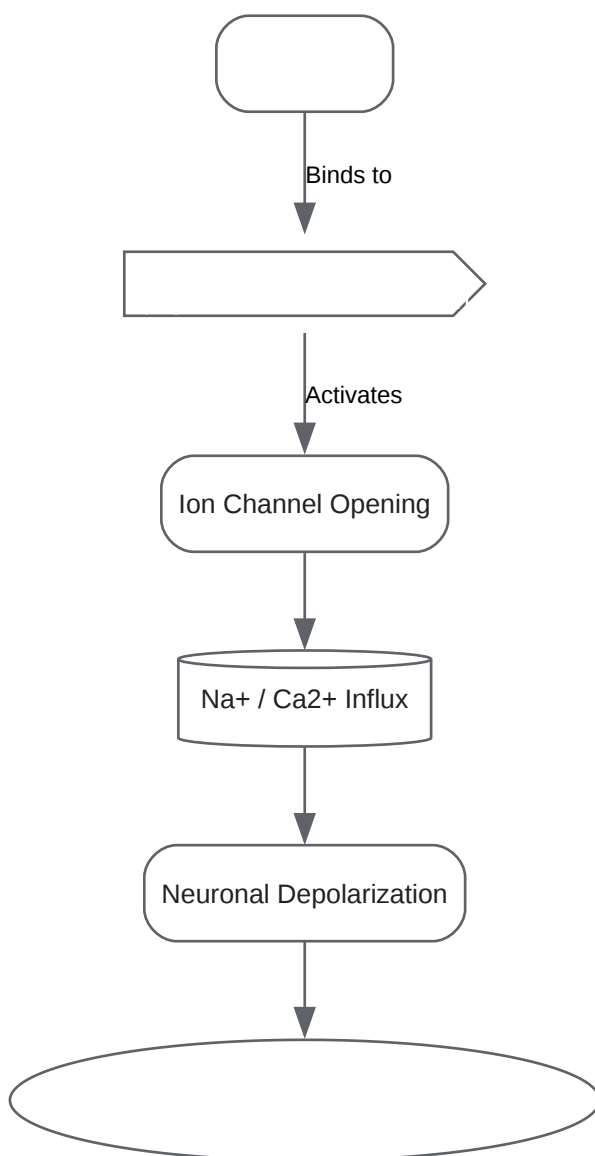 Binds to
Activates
Ion Channel Opening
Na+ / Ca2+ Influx
Neuronal Depolarization